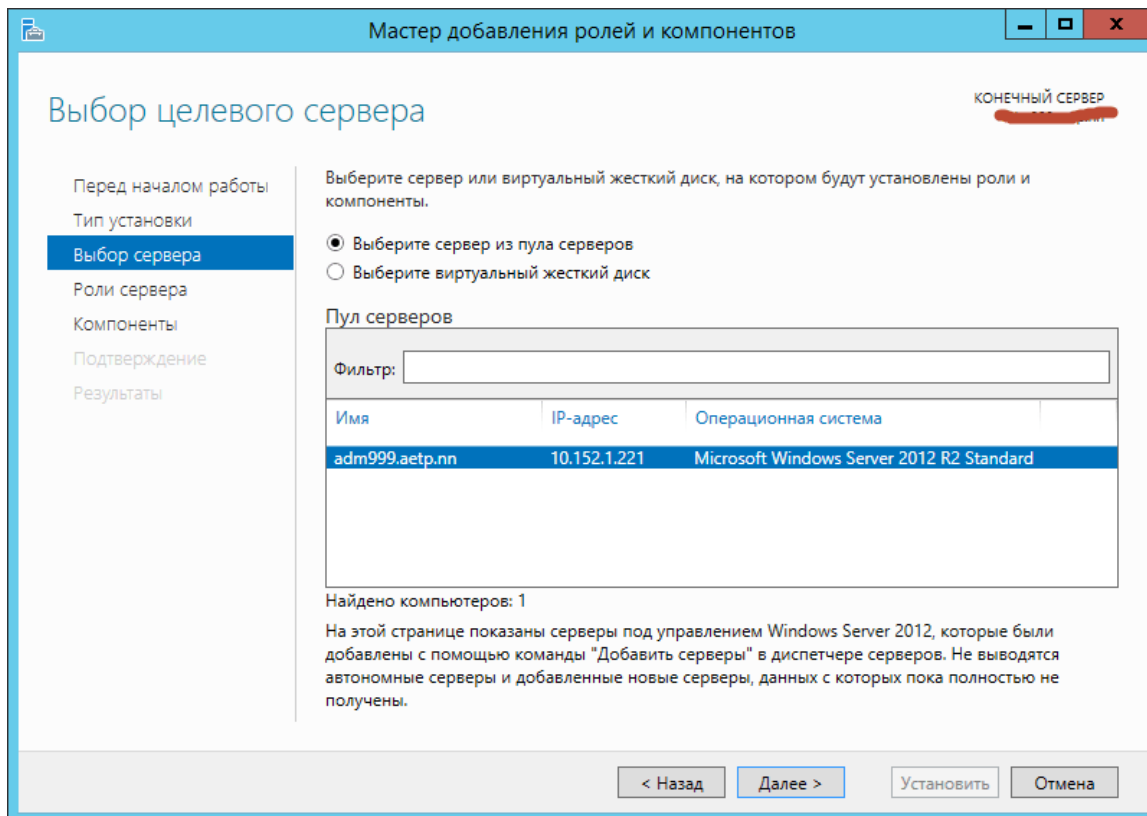 Мастер добавления ролей и компонентов
Выбор целевого сервера
КОНЕЧНЫЙ СЕРВЕР
Перед началом работы
Тип установки
Выбор сервера
Роли сервера
Компоненты
Подтверждение
Результаты
Выберите сервер или виртуальный жесткий диск, на котором будут установлены роли и
компоненты.
Выберите сервер из пула серверов
Выберите виртуальный жесткий диск
Пул серверов
Фильтр:
Имя IP-адрес Операционная система
adm999.aetp.nn 10.152.1.221 Microsoft Windows Server 2012 R2 Standard
Найдено компьютеров: 1
На этой странице показаны серверы под управлением Windows Server 2012, которые были
добавлены с помощью команды "Добавить серверы" в диспетчере серверов. Не выводятся
автономные серверы и добавленные новые серверы, данных с которых пока полностью не
получены.
< Назад Далее > Установить Отмена